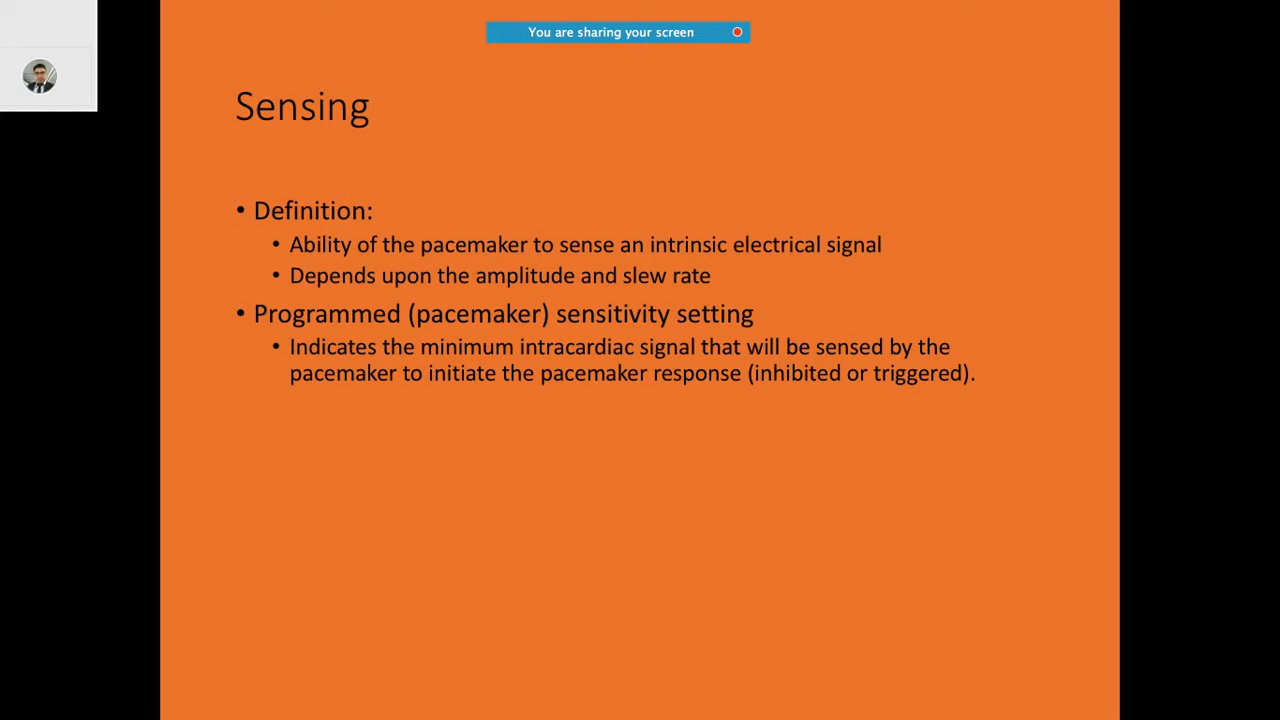 You are sharing your screen
Sensing
• Definition:
• Ability of the pacemaker to sense an intrinsic electrical signal
• Depends upon the amplitude and slew rate
• Programmed (pacemaker) sensitivity setting
• Indicates the minimum intracardiac signal that will be sensed by the
pacemaker to initiate the pacemaker response (inhibited or triggered).